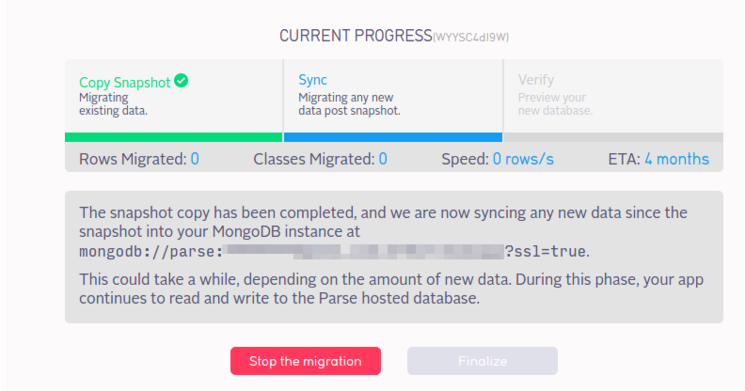 CURRENT PROGRESS(WYYSC4dI9W)
Copy Snapshot
Migrating
existing data.
Sync
Migrating any new
data post snapshot.
Verify
Preview your
new database.
Rows Migrated: 0 Classes Migrated: 0 Speed: 0 rows/s ETA: 4 months
The snapshot copy has been completed, and we are now syncing any new data since the
snapshot into your MongoDB instance at
mongodb://parse: ?ssl=true.
This could take a while, depending on the amount of new data. During this phase, your app
continues to read and write to the Parse hosted database.
Stop the migration
Finalize